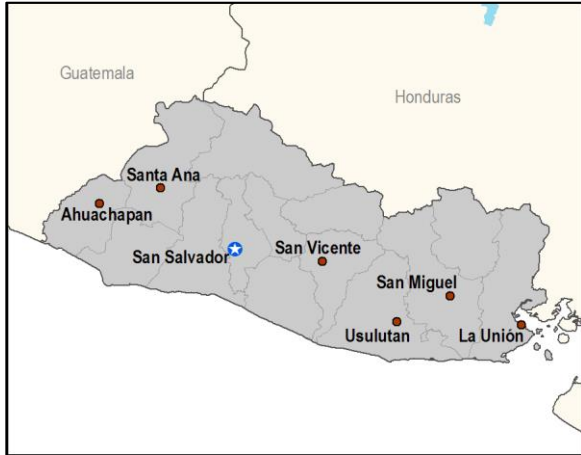 Guatemala
Honduras
Santa Ana
Ahuachapan
San Salvador
San Vicente
San Miguel
Usulutan
La Unión